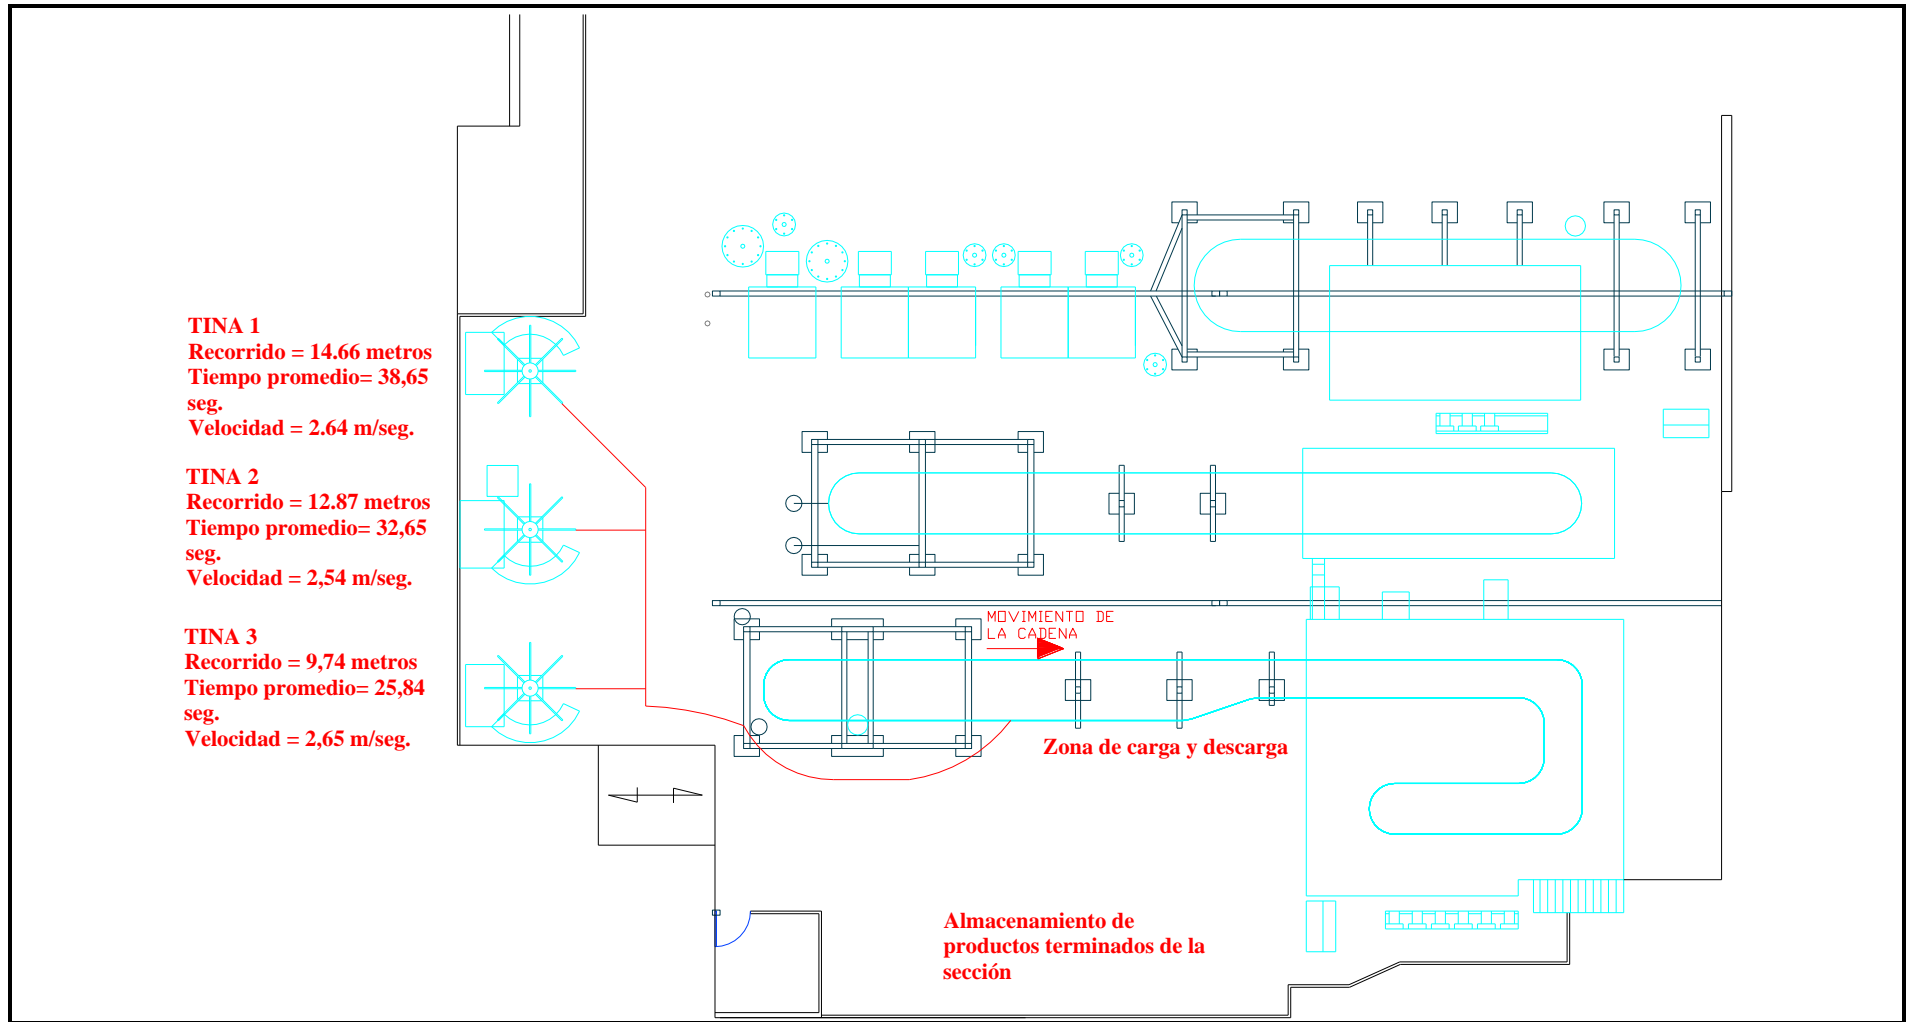 TINA 1
Recorrido = 14.66 metros
Tiempo promedio= 38,65
seg.
Velocidad = 2.64 m/seg.
TINA 2
Recorrido = 12.87 metros
Tiempo promedio= 32,65
seg.
Velocidad = 2,54 m/seg.
TINA 3
Recorrido = 9,74 metros
Tiempo promedio= 25,84
seg.
Velocidad = 2,65 m/seg.
MOVIMIENTO DE
LA CADENA
Zona de carga y descarga
Almacenamiento de
productos terminados de la
sección